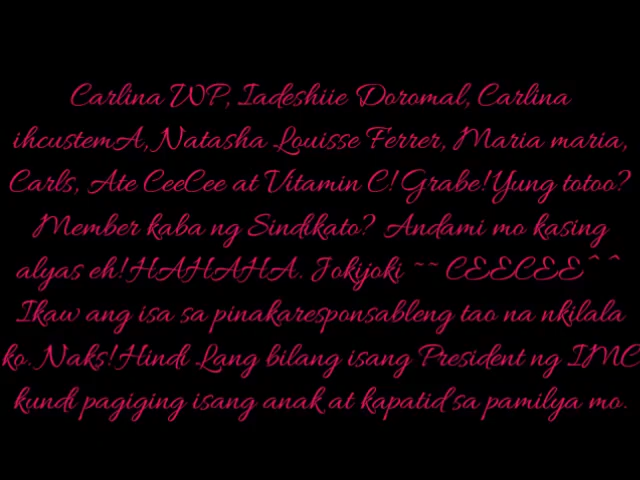 Carlina WP, Iadeshiie Doromal, Carlina
ihcustemA, Natasha Louisse Ferrer, Maria maria,
Carls, Ate CeeCee at Vitamin C! Grabe!Yung totoo?
Member kaba ng Sindikato? Andami mo kasing
alyas eh!HAHAHA. Jokijoki ~~ CEECEE^^
Ikaw ang isa sa pinakaresponsableng tao na nkilala
ko. Naks!Hindi Lang bilang isang President ng IMC
kundi pagiging isang anak at kapatid sa pamilya mo.